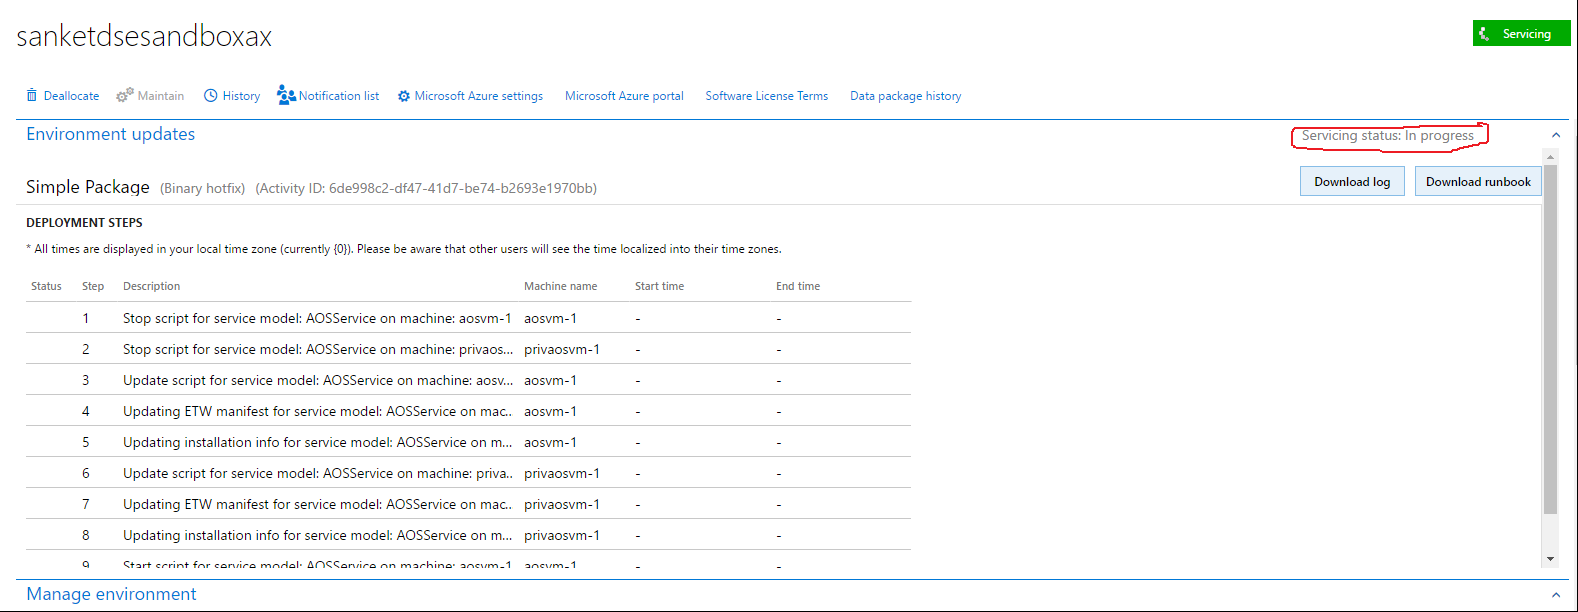 sanketdsesandboxax
Servicing
Deallocate Maintain History Notification list Microsoft Azure settings Microsoft Azure portal Software License Terms Data package history
Environment updates Servicing status: In progress
Simple Package (Binary hotfix) (Activity ID: 6de998c2-df47-41d7-be74-b2693e1970bb) Download log Download runbook
DEPLOYMENT STEPS
* All times are displayed in your local time zone (currently {0}). Please be aware that other users will see the time localized into their time zones.
Status Step Description Machine name Start time End time
1 Stop script for service model: AOSService on machine: aosvm-1 aosvm-1 - -
2 Stop script for service model: AOSService on machine: privaos... privaosvm-1 - -
3 Update script for service model: AOSService on machine: aosv... aosvm-1 - -
4 Updating ETW manifest for service model: AOSService on mac.. aosvm-1 - -
5 Updating installation info for service model: AOSService on m... aosvm-1 - -
6 Update script for service model: AOSService on machine: priva.. privaosvm-1 - -
7 Updating ETW manifest for service model: AOSService on mac.. privaosvm-1 - -
8 Updating installation info for service model: AOSService on m... privaosvm-1 - -
9 Start script for service model: AOSService on machine: aosvm-1 aosvm-1 - -
Manage environment